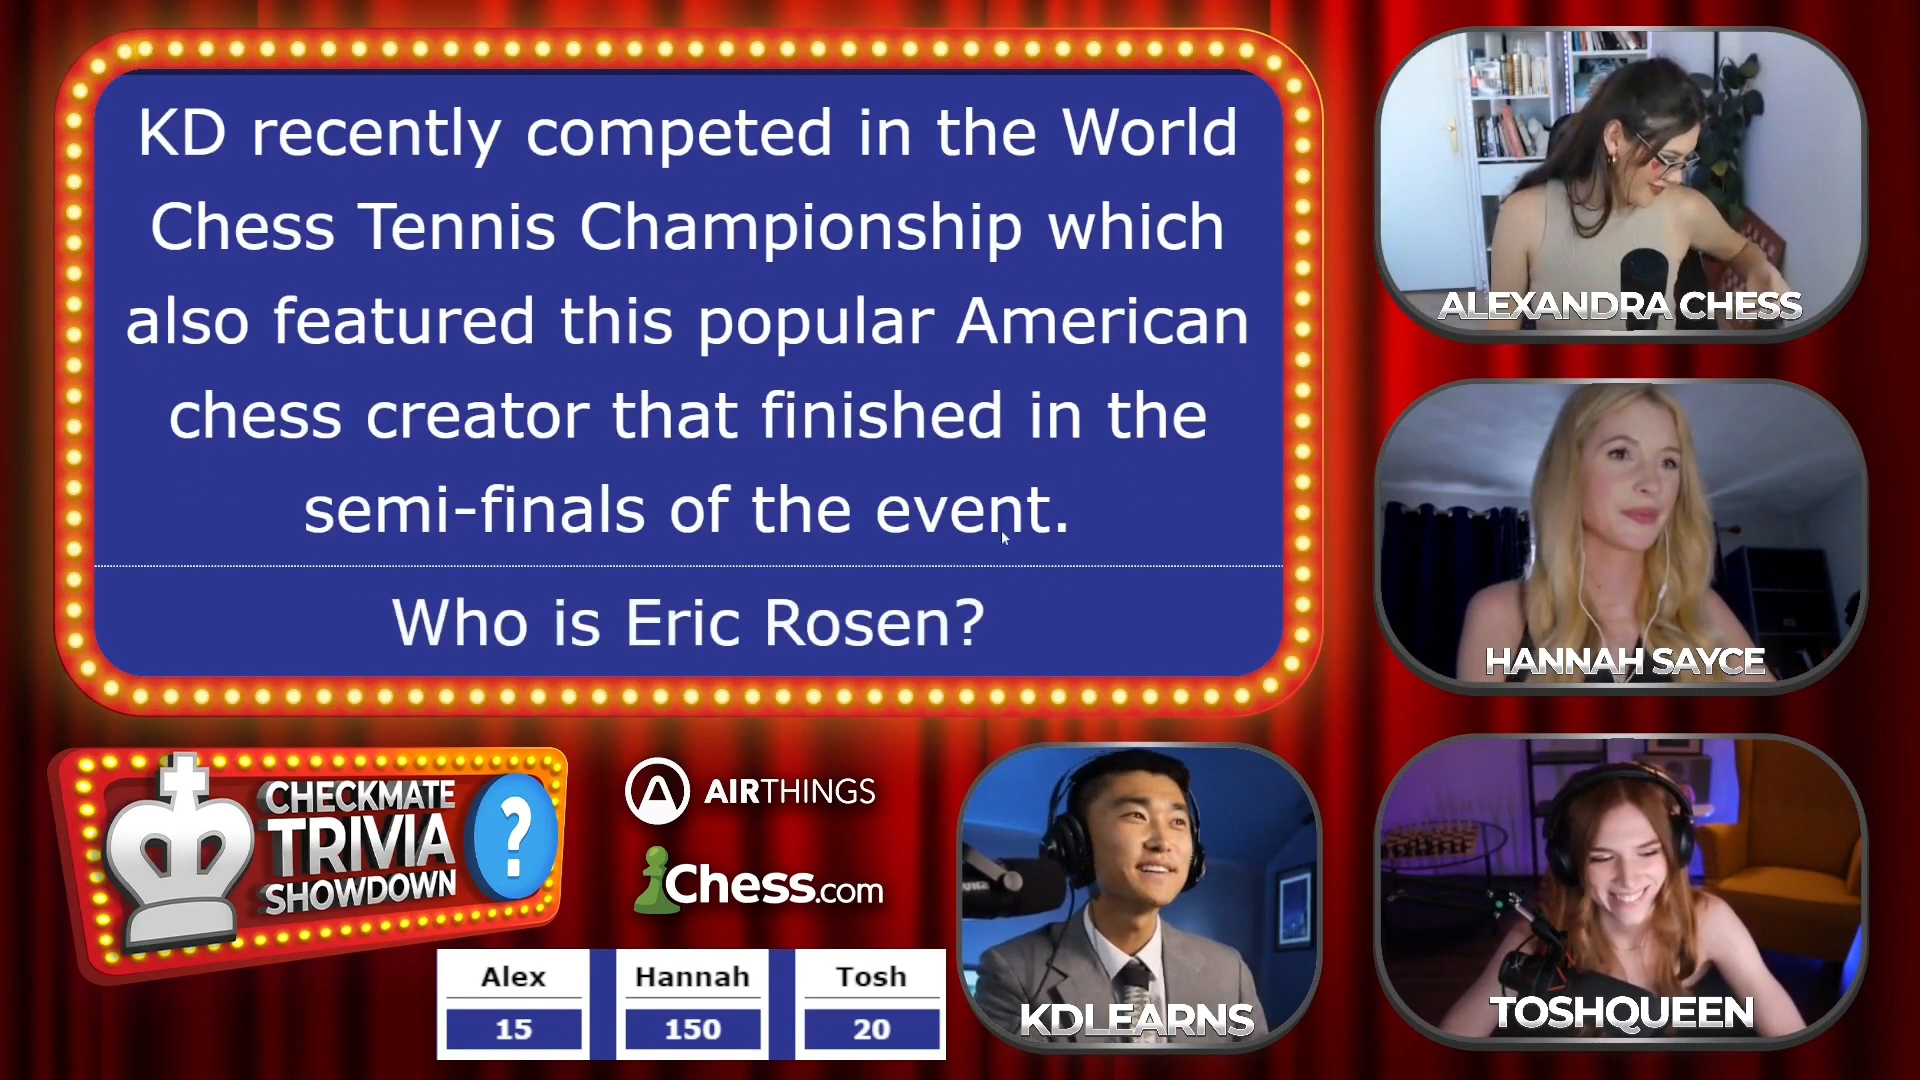 KD recently competed in the World
Chess Tennis Championship which
also featured this popular American
chess creator that finished in the
semi-finals of the event.
Who is Eric Rosen?
ALEXANDRA CHESS
HANNAH SAYCE
TOSHQUEEN
KDLEARNS
CHECKMATE
TRIVIA
SHOWDOWN
?
AIRTHINGS
Chess.com
Alex
15
Hannah
150
Tosh
20